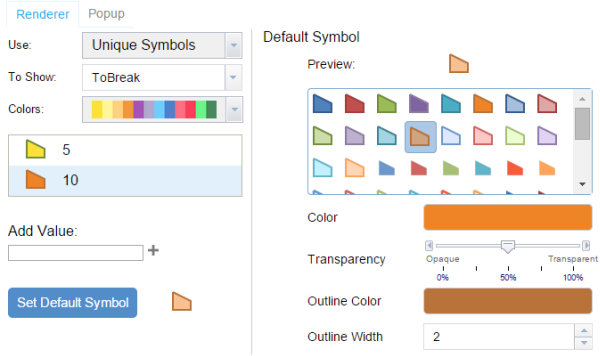 Renderer Popup
Use: Unique Symbols
To Show: ToBreak
Colors:
5
10
Add Value:
Set Default Symbol
Default Symbol
Preview:
Color
Transparency
Opaque Transparent
0% 50% 100%
Outline Color
Outline Width 2